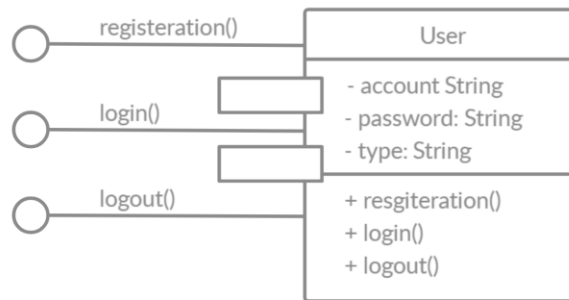 registeration()
login()
logout()
User
- account String
- password: String
- type: String
+ resgiteration()
+ login()
+ logout()